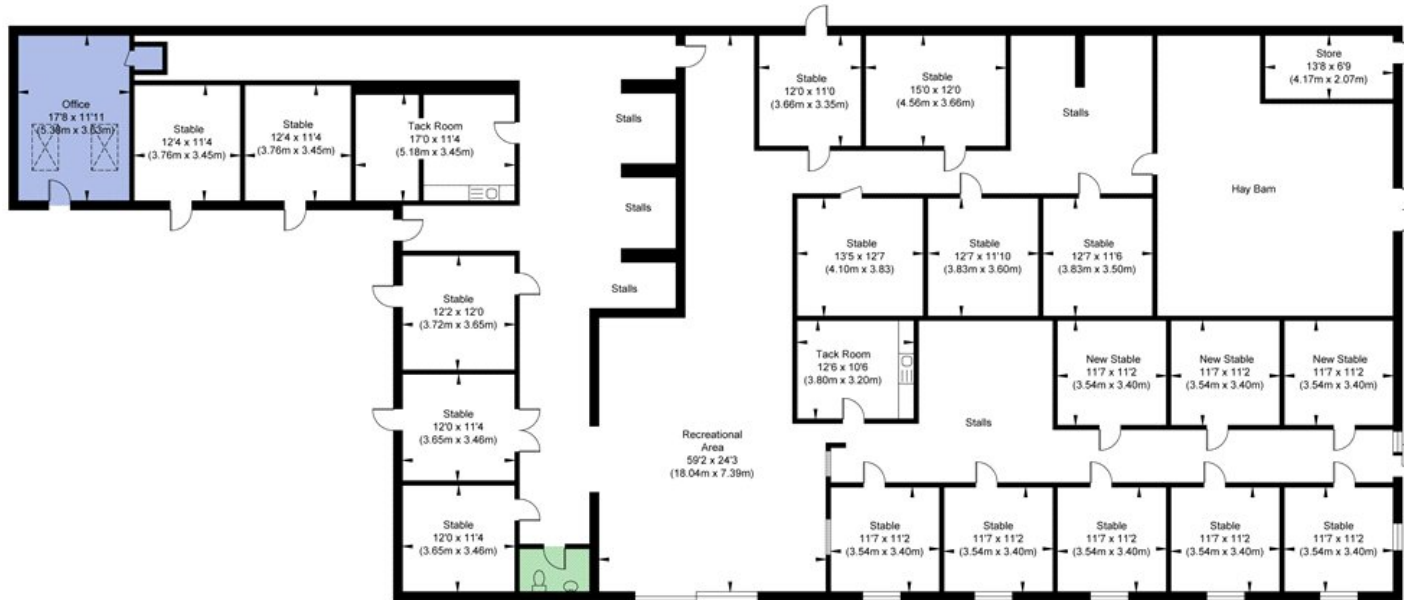 Office
17'8 x 11'11
(5.38m x 3.63m)
Stable
12'4 x 11'4
(3.76m x 3.45m)
Stable
12'4 x 11'4
(3.76m x 3.45m)
Tack Room
17'0 x 11'4
(5.18m x 3.45m)
Stalls
Stalls
Stalls
Stable
12'0 x 11'0
(3.66m x 3.35m)
Stable
15'0 x 12'0
(4.56m x 3.66m)
Stalls
Store
13'8 x 6'9
(4.17m x 2.07m)
Hay Barn
Stable
13'5 x 12'7
(4.10m x 3.83)
Stable
12'7 x 11'10
(3.83m x 3.60m)
Stable
12'7 x 11'6
(3.83m x 3.50m)
Stable
12'2 x 12'0
(3.72m x 3.65m)
Stable
12'0 x 11'4
(3.65m x 3.46m)
Stable
12'0 x 11'4
(3.65m x 3.46m)
Recreational
Area
59'2 x 24'3
(18.04m x 7.39m)
Tack Room
12'6 x 10'6
(3.80m x 3.20m)
Stalls
New Stable
11'7 x 11'2
(3.54m x 3.40m)
New Stable
11'7 x 11'2
(3.54m x 3.40m)
New Stable
11'7 x 11'2
(3.54m x 3.40m)
Stable
11'7 x 11'2
(3.54m x 3.40m)
Stable
11'7 x 11'2
(3.54m x 3.40m)
Stable
11'7 x 11'2
(3.54m x 3.40m)
Stable
11'7 x 11'2
(3.54m x 3.40m)
Stable
11'7 x 11'2
(3.54m x 3.40m)